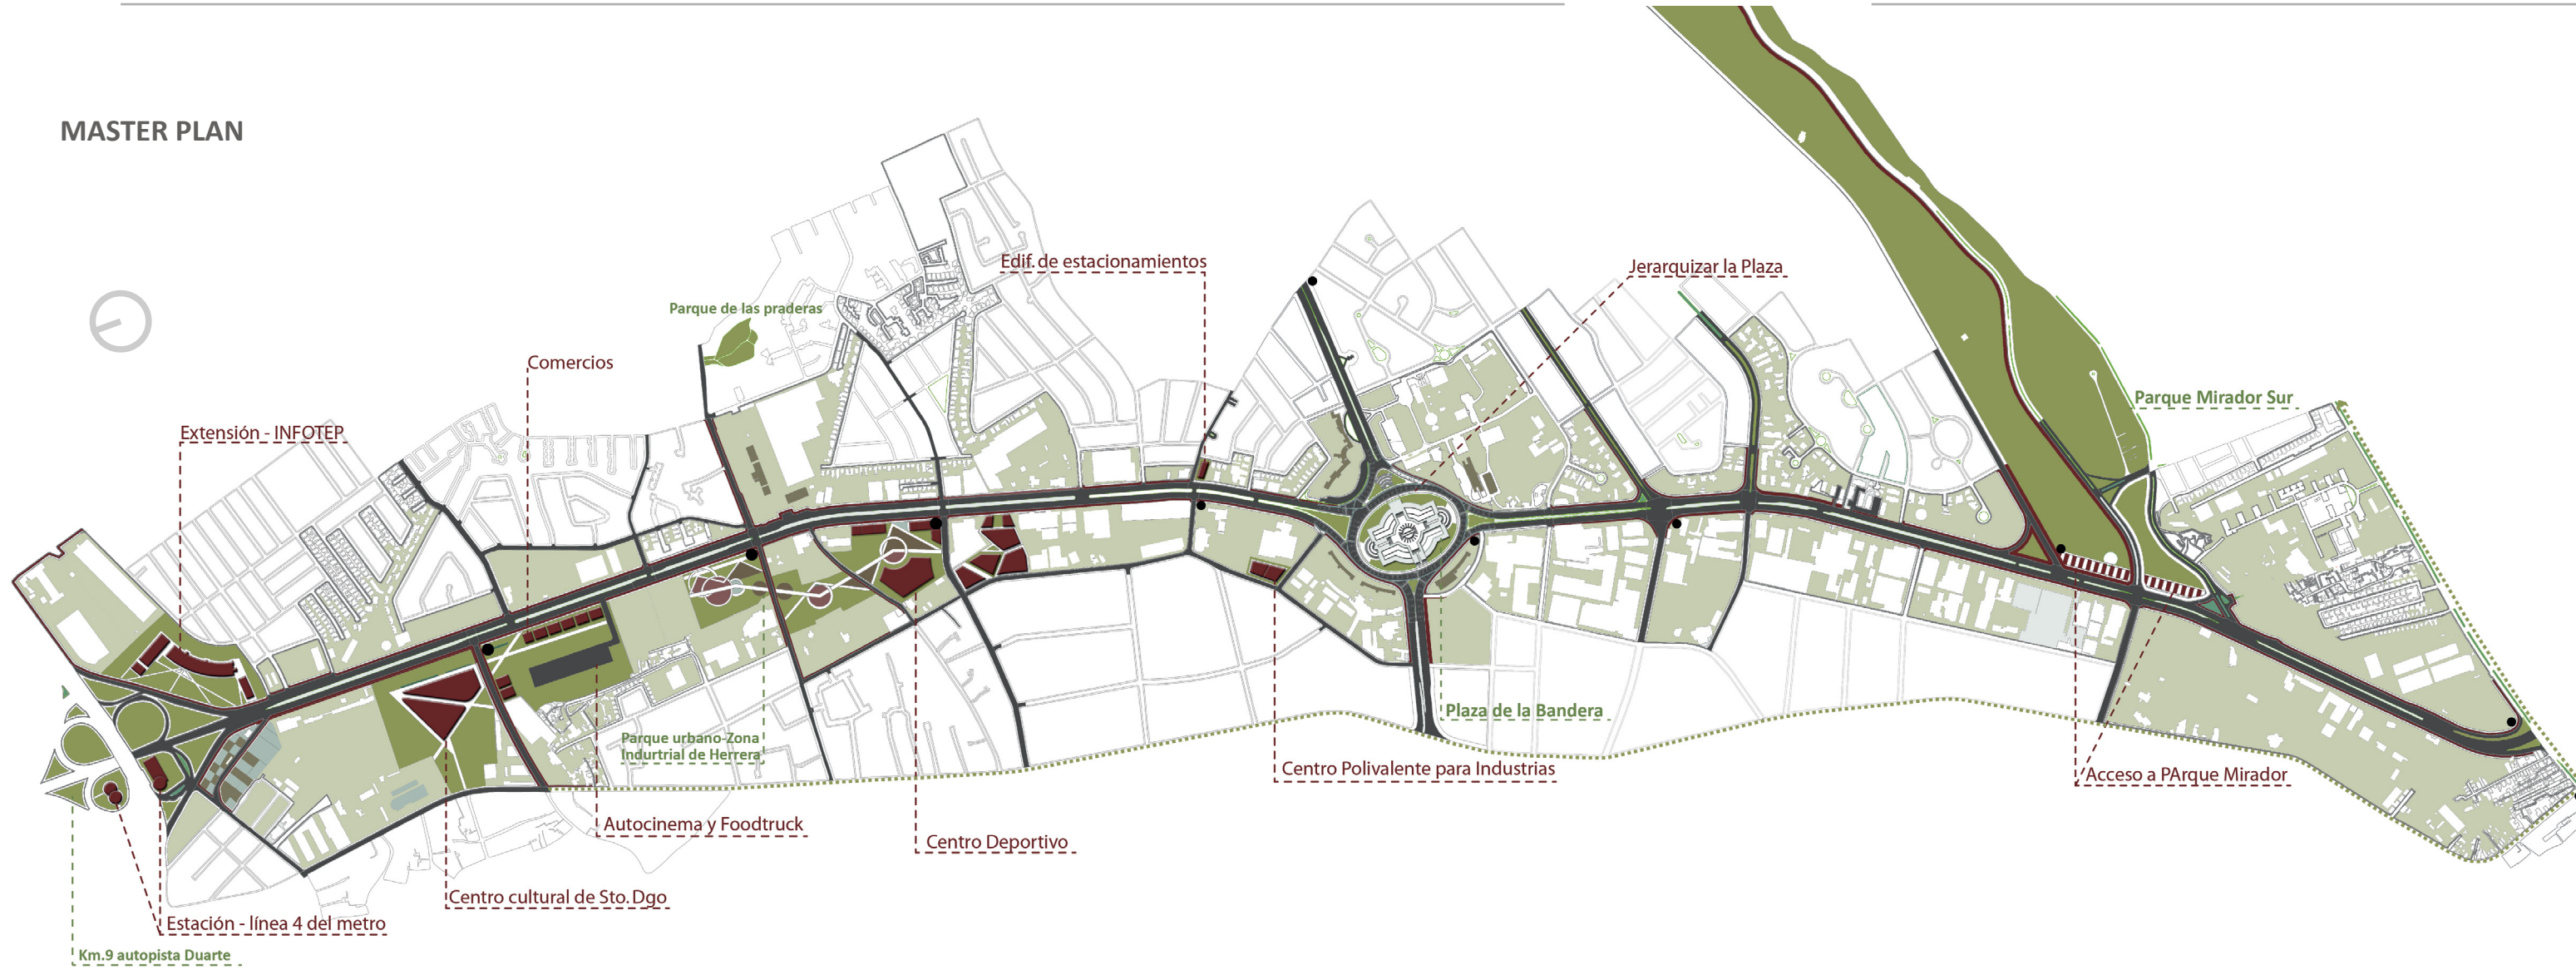 MASTER PLAN
Edif. de estacionamientos
Jerarquizar la Plaza
Parque de las praderas
Comercios
Parque Mirador Sur
Extensión - INFOTEP
Plaza de la Bandera
Parque urbano-Zona
Indurtrial de Herrera
Centro Polivalente para Industrias
Acceso a PArque Mirador
Autocinema y Foodtruck
Centro Deportivo
Centro cultural de Sto. Dgo
Estación - línea 4 del metro
Km.9 autopista Duarte